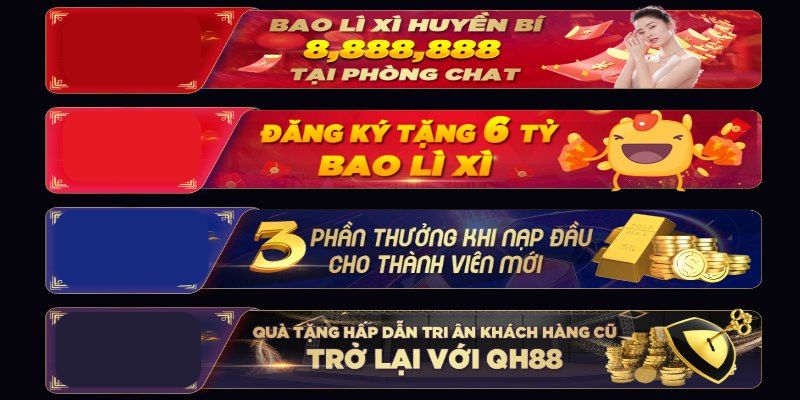 BAO LÌ XÌ HUYỀN BÍ
8,888,888
TẠI PHÒNG CHAT
ĐĂNG KÝ TẶNG 6 TỶ
BAO LÌ XÌ
3 PHẦN THƯỞNG KHI NẠP ĐẦU
CHO THÀNH VIÊN MỚI
QUÀ TẶNG HẤP DẪN TRI ÂN KHÁCH HÀNG CŨ
TRỞ LẠI VỚI QH88